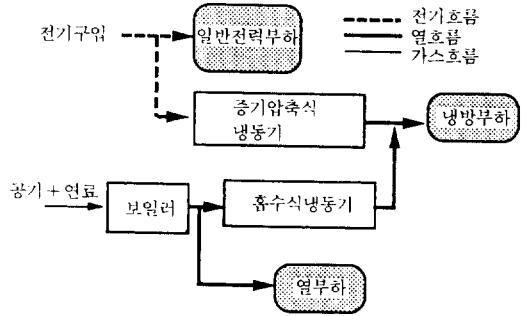 전기구입
일반전력부하
전기흐름
열흐름
가스흐름
증기압축식
냉동기
냉방부하
공기+연료
보일러
흡수식냉동기
열부하